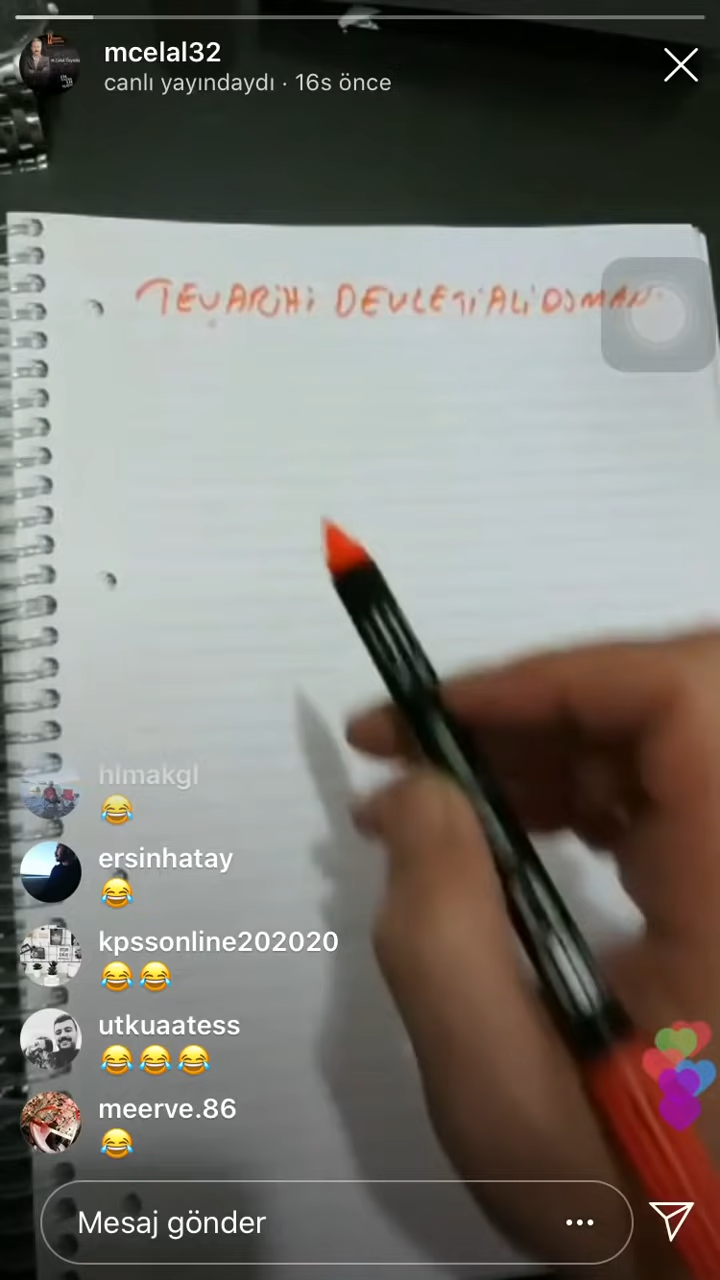 mcelal32
canlı yayındaydı · 16s önce
TEVARİHİ DEVLETİ ALİ OSMAN
hlmakgl
😂
ersinhatay
😂
kpssonline202020
😂😂
utkuaatess
😂😂😂
meerve.86
😂
Mesaj gönder